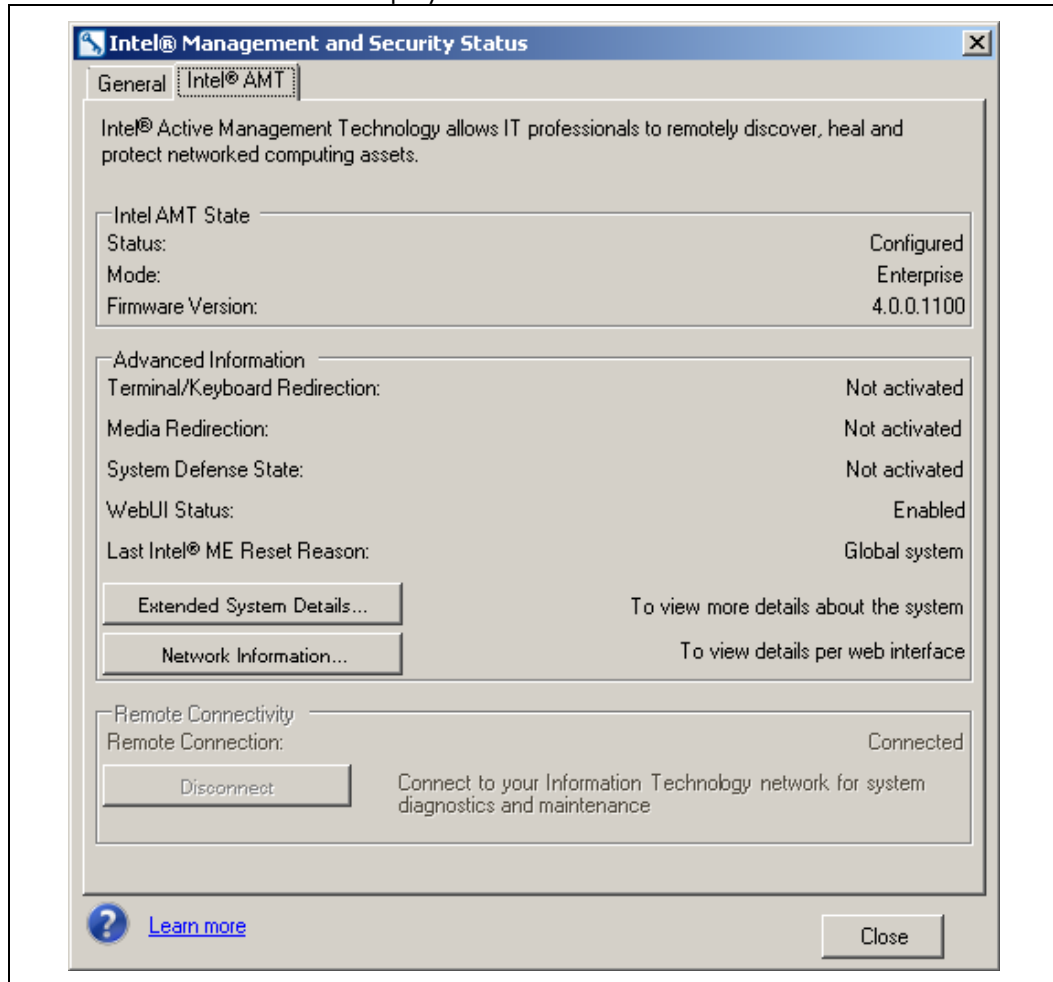 Intel® Management and Security Status
General Intel® AMT
Intel® Active Management Technology allows IT professionals to remotely discover, heal and
protect networked computing assets.
Intel AMT State
Status: Configured
Mode: Enterprise
Firmware Version: 4.0.0.1100
Advanced Information
Terminal/Keyboard Redirection: Not activated
Media Redirection: Not activated
System Defense State: Not activated
WebUI Status: Enabled
Last Intel® ME Reset Reason: Global system
Extended System Details... To view more details about the system
Network Information... To view details per web interface
Remote Connectivity
Remote Connection: Connected
Disconnect Connect to your Information Technology network for system
diagnostics and maintenance
Learn more
Close